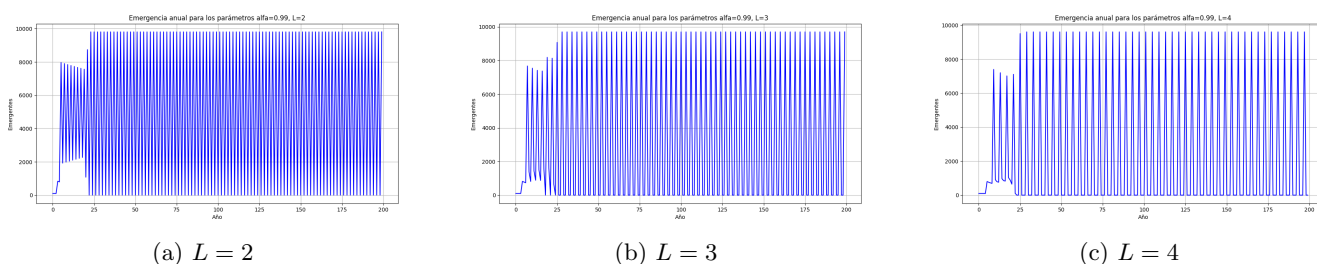 Emergencia anual para los parámetros alfa=0.99, L=2
Emergentes
10000
8000
6000
4000
2000
0
0 25 50 75 100 125 150 175 200
Año
(a) L = 2
Emergencia anual para los parámetros alfa=0.99, L=3
Emergentes
10000
8000
6000
4000
2000
0
0 25 50 75 100 125 150 175 200
Año
(b) L = 3
Emergencia anual para los parámetros alfa=0.99, L=4
Emergentes
10000
8000
6000
4000
2000
0
0 25 50 75 100 125 150 175 200
Año
(c) L = 4